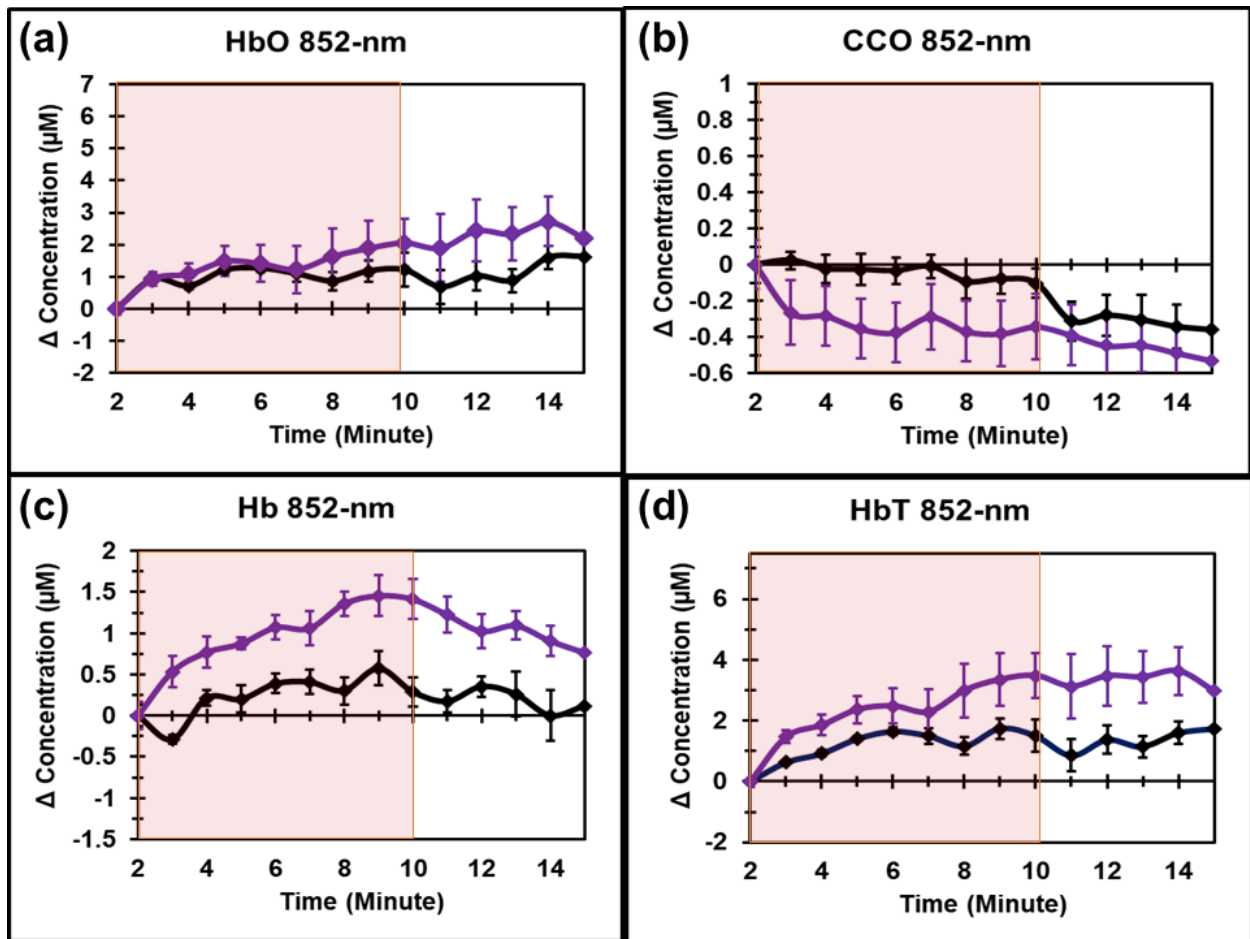 (a)
HbO 852-nm
Δ Concentration (µM)
7
6
5
4
3
2
1
0
-1
-2
2 4 6 8 10 12 14
Time (Minute)
(b)
CCO 852-nm
Δ Concentration (µM)
1
0.8
0.6
0.4
0.2
0
-0.2
-0.4
-0.6
2 4 6 8 10 12 14
Time (Minute)
(c)
Hb 852-nm
Δ Concentration (µM)
2
1.5
1
0.5
0
-0.5
-1
-1.5
2 4 6 8 10 12 14
Time (Minute)
(d)
HbT 852-nm
Δ Concentration (µM)
6
4
2
0
-2
2 4 6 8 10 12 14
Time (Minute)